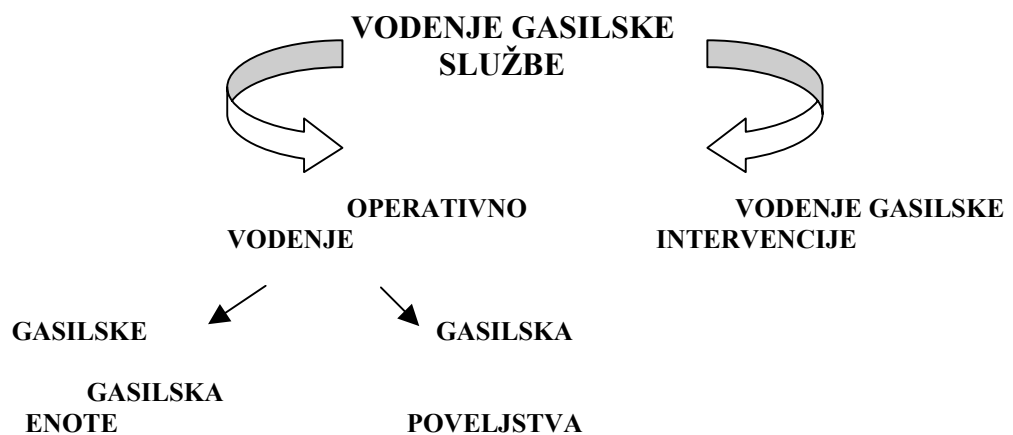 VODENJE GASILSKE
SLUŽBE
OPERATIVNO VODENJE GASILSKE
VODENJE INTERVENCIJE
GASILSKE GASILSKA
GASILSKA
ENOTE POVELJSTVA